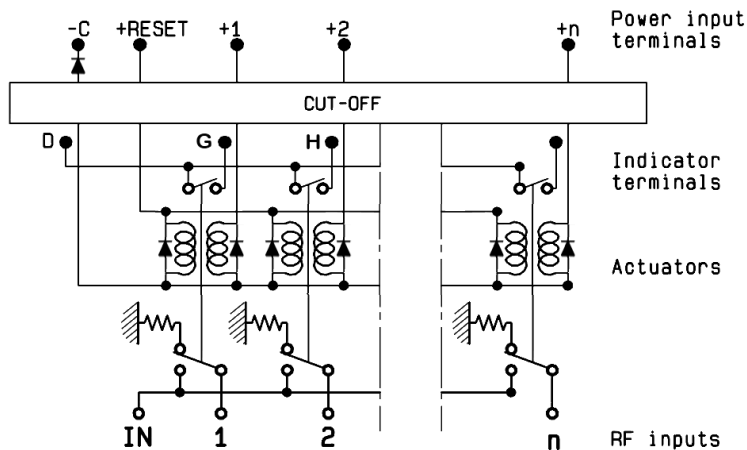 -C +RESET +1 +2 +n
Power input
terminals
CUT-OFF
D G H
Indicator
terminals
Actuators
IN 1 2 n
RF inputs